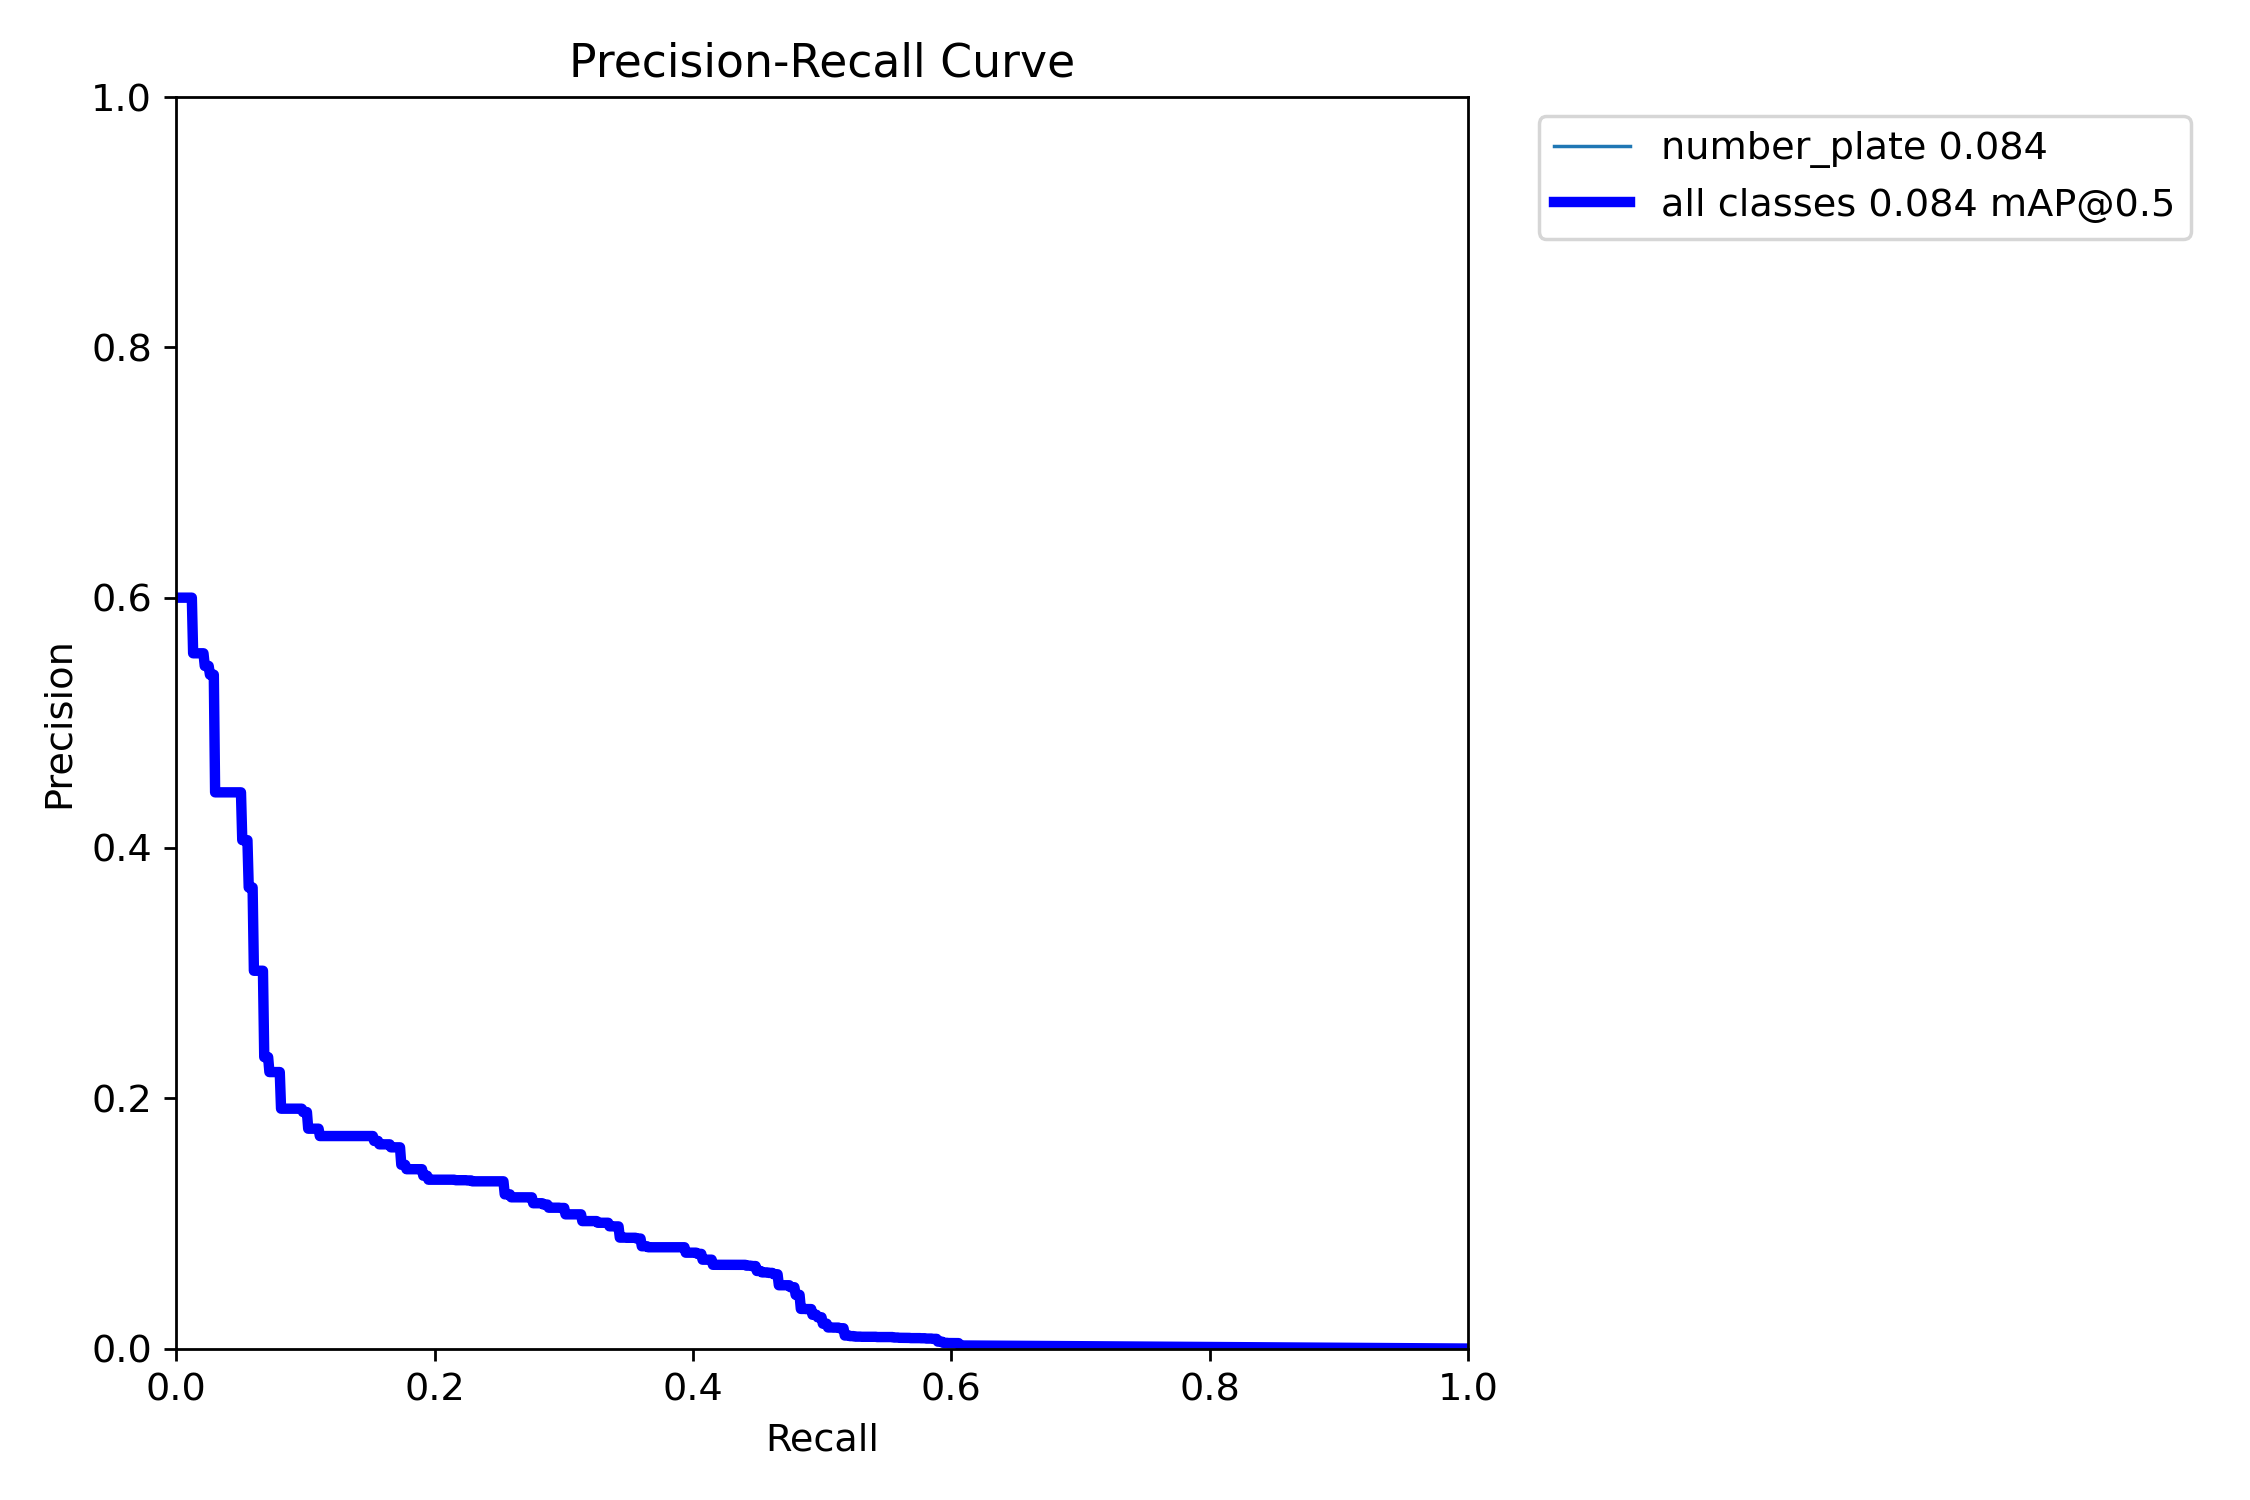 Precision-Recall Curve
1.0
0.8
0.6
0.4
0.2
0.0
Precision
0.0 0.2 0.4 0.6 0.8 1.0
Recall
number_plate 0.084
all classes 0.084 mAP@0.5